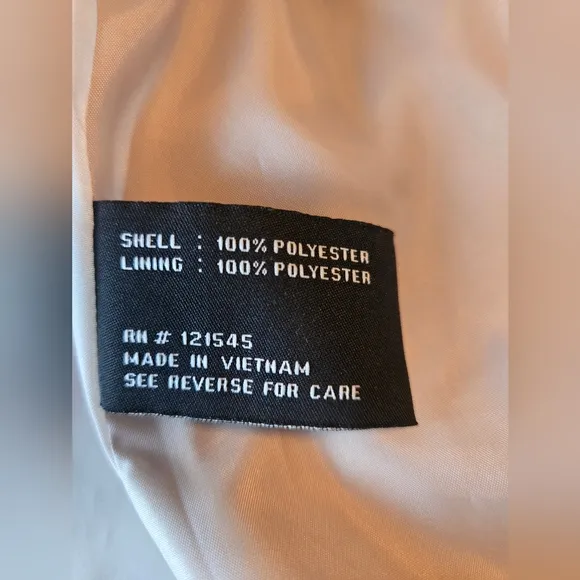 SHELL : 100% POLYESTER
LINING : 100% POLYESTER
RN # 121545
MADE IN VIETNAM
SEE REVERSE FOR CARE